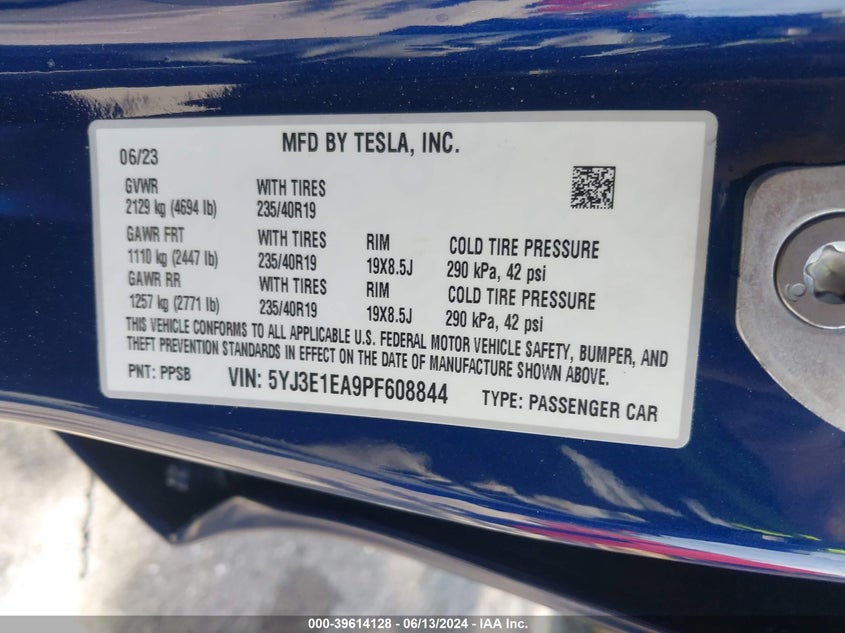 06/23 MFD BY TESLA, INC.
GVWR WITH TIRES
2129 kg (4694 lb) 235/40R19
GAWR FRT WITH TIRES RIM COLD TIRE PRESSURE
1110 kg (2447 lb) 235/40R19 19X8.5J 290 kPa, 42 psi
GAWR RR WITH TIRES RIM COLD TIRE PRESSURE
1257 kg (2771 lb) 235/40R19 19X8.5J 290 kPa, 42 psi
THIS VEHICLE CONFORMS TO ALL APPLICABLE U.S. FEDERAL MOTOR VEHICLE SAFETY, BUMPER, AND
THEFT PREVENTION STANDARDS IN EFFECT ON THE DATE OF MANUFACTURE SHOWN ABOVE.
PNT: PPSB VIN: 5YJ3E1EA9PF608844 TYPE: PASSENGER CAR
000-39614128 - 06/13/2024 - IAA Inc.